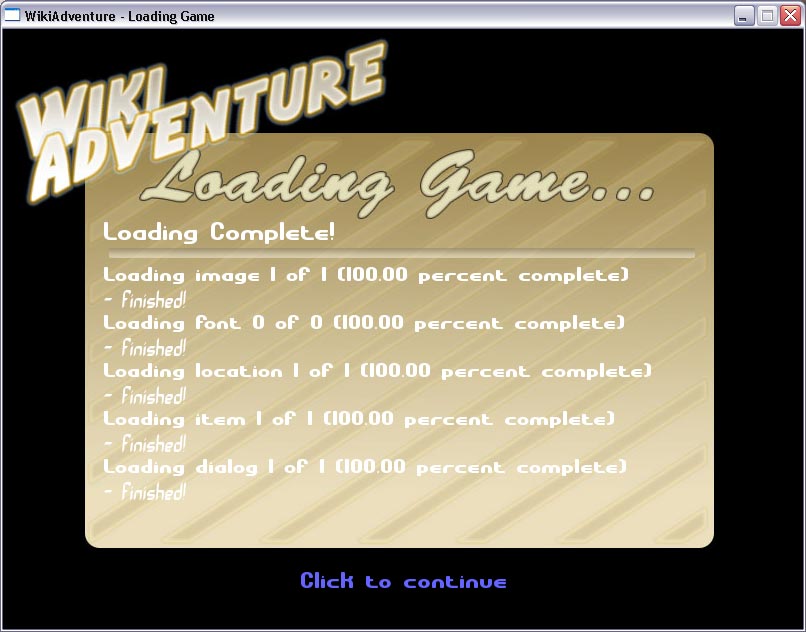 WikiAdventure - Loading Game
WIKI
ADVENTURE
Loading Game...
Loading Complete!
Loading image 1 of 1 (100.00 percent complete)
- finished!
Loading font 0 of 0 (100.00 percent complete)
- finished!
Loading location 1 of 1 (100.00 percent complete)
- finished!
Loading item 1 of 1 (100.00 percent complete)
- finished!
Loading dialog 1 of 1 (100.00 percent complete)
- finished!
Click to continue